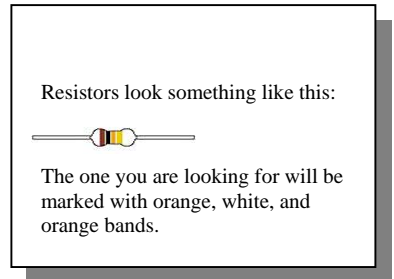 Resistors look something like this:
The one you are looking for will be
marked with orange, white, and
orange bands.